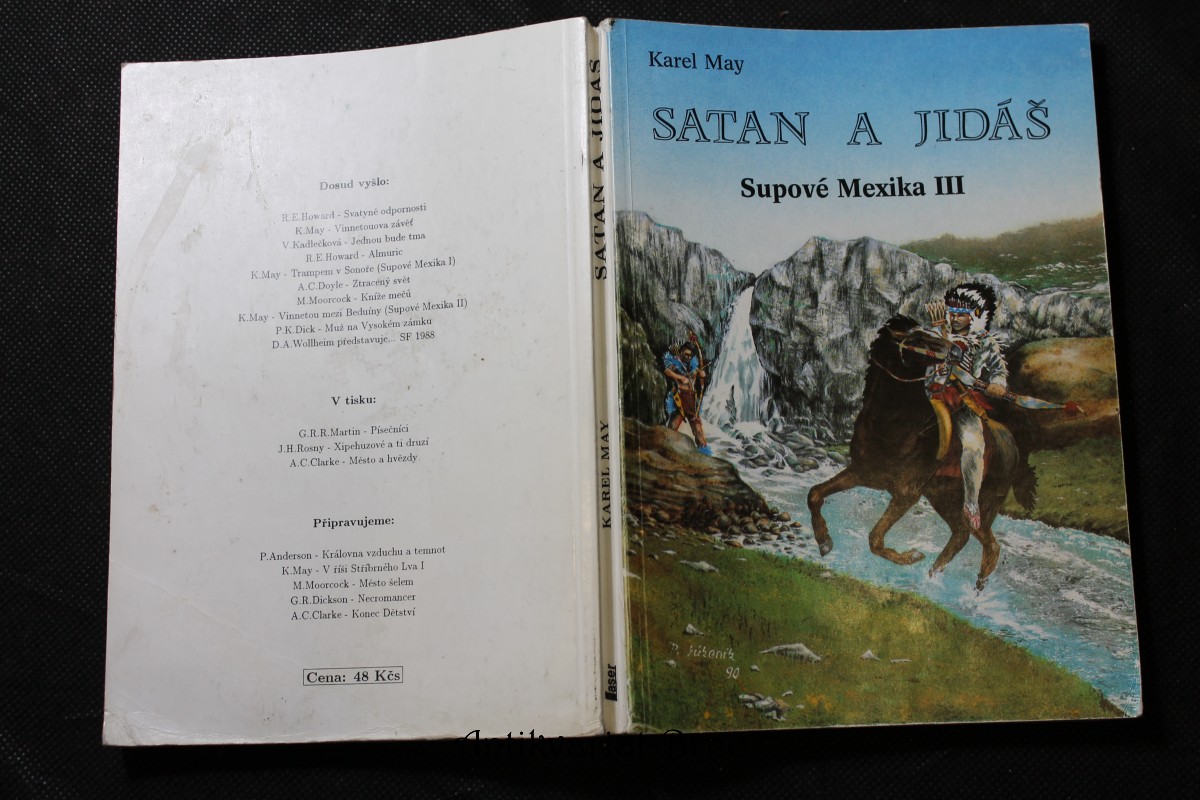 Dosud vyšlo:
R.E.Howard - Svatyně odpornosti
K.May - Vinnetouova závěť
V.Kadlečková - Jednou bude tma
R.E.Howard - Almuric
K.May - Trampem v Sonoře (Supové Mexika I)
A.C.Doyle - Ztracený svět
M.Moorcock - Kníže mečů
K.May - Vinnetou mezi Beduíny (Supové Mexika II)
P.K.Dick - Muž na Vysokém zámku
D.A.Wollheim představuje... SF 1988
V tisku:
G.R.R.Martin - Písečníci
J.H.Rosny - Xipehuzové a ti druzí
A.C.Clarke - Město a hvězdy
Připravujeme:
P.Anderson - Královna vzduchu a temnot
K.May - V říši Stříbrného Lva I
M.Moorcock - Město šelem
G.R.Dickson - Necromancer
A.C.Clarke - Konec Dětství
Cena: 48 Kčs
SATAN A JIDÁŠ
KAREL MAY
laser
Karel May
SATAN A JIDÁŠ
Supové Mexika III
90